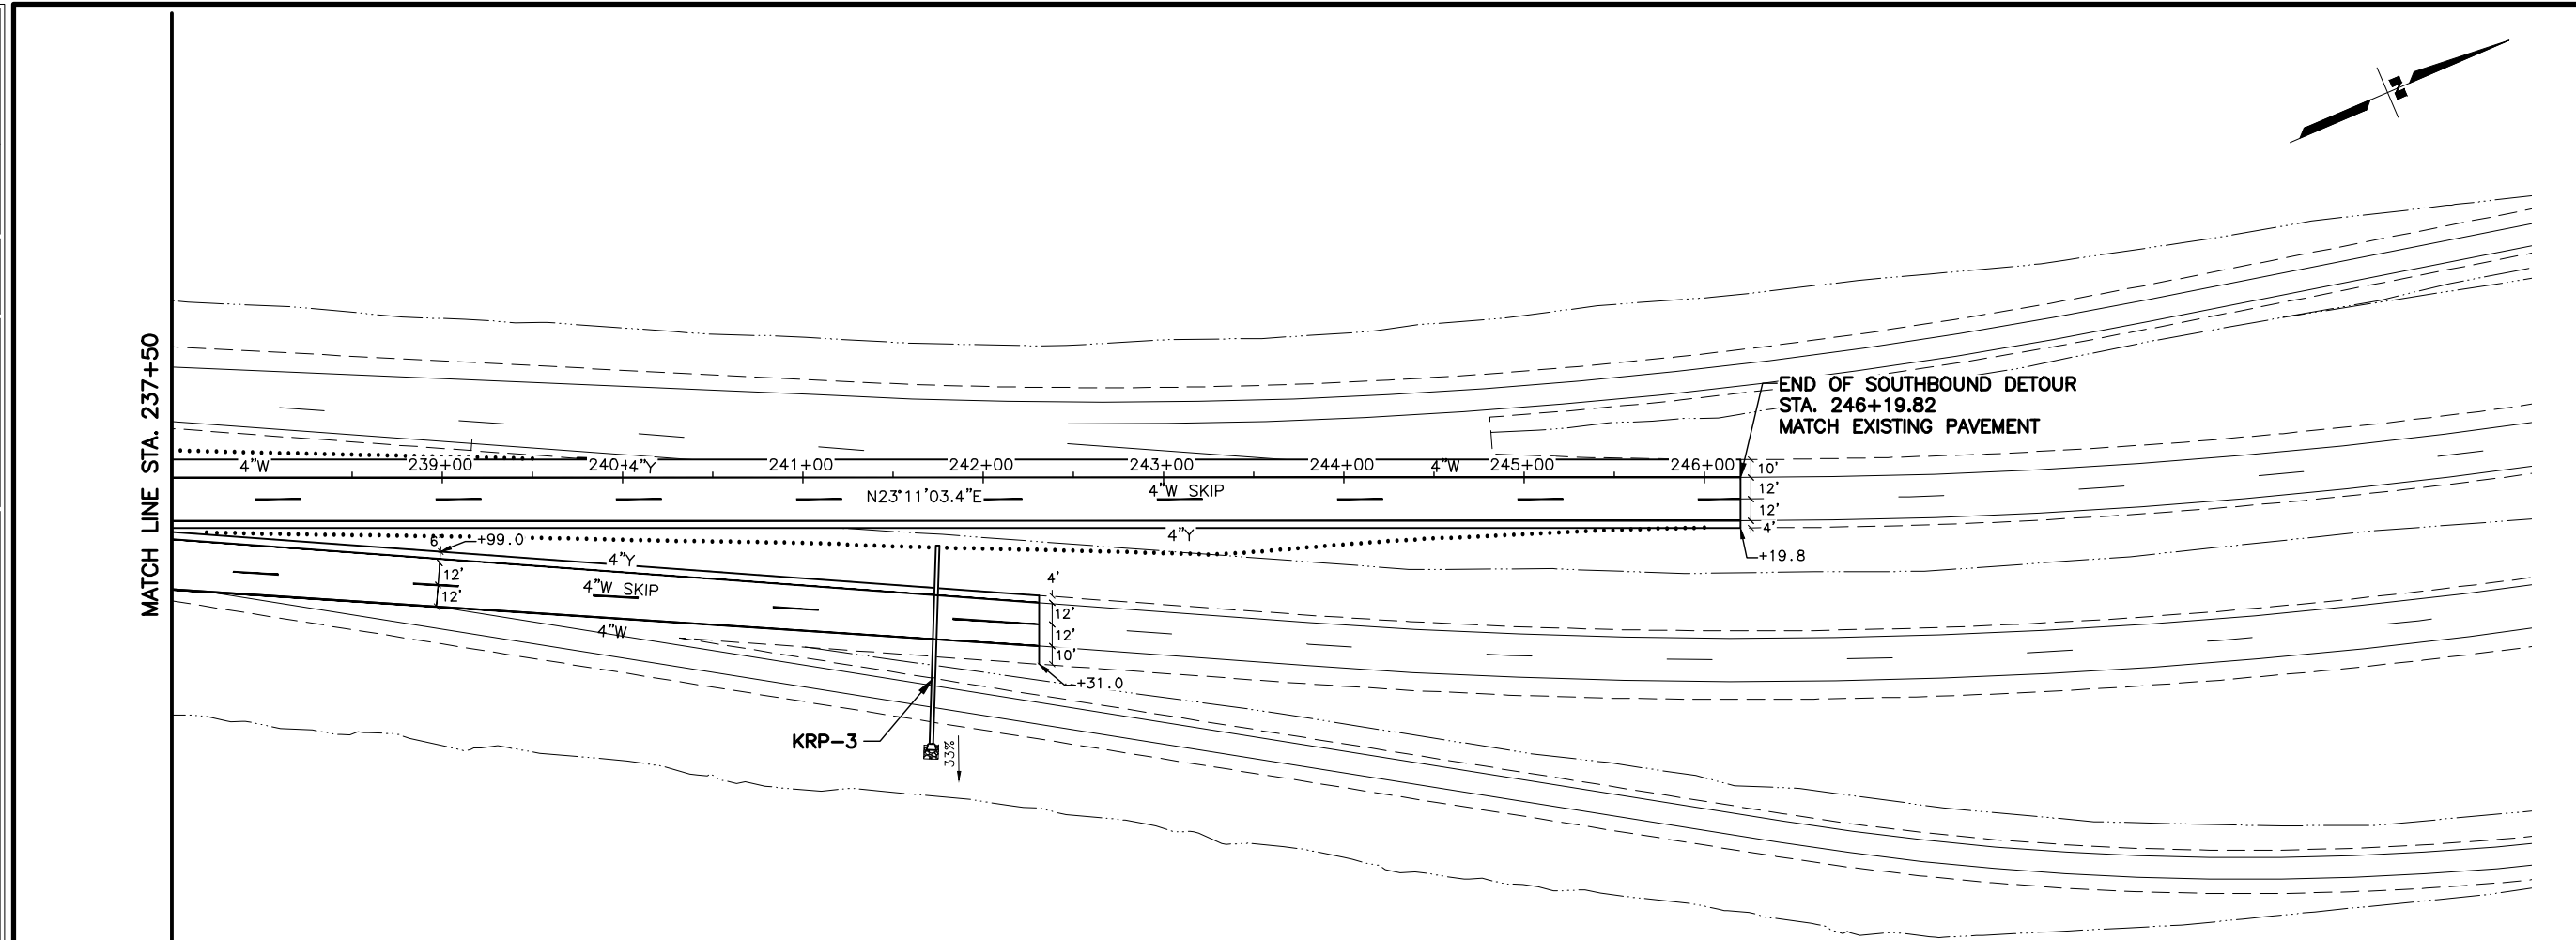 N
MATCH LINE STA. 237+50
END OF SOUTHBOUND DETOUR
STA. 246+19.82
MATCH EXISTING PAVEMENT
4"W 239+00 240+ 4"Y 241+00 242+00 243+00 244+00 4"W 245+00 246+00
10'
12'
12'
4'
N23°11'03.4"E
4"W SKIP
4"Y
+19.8
6'
+99.0
4"Y
12'
12'
4"W SKIP
4"W
4'
12'
12'
10'
+31.0
KRP-3
33%